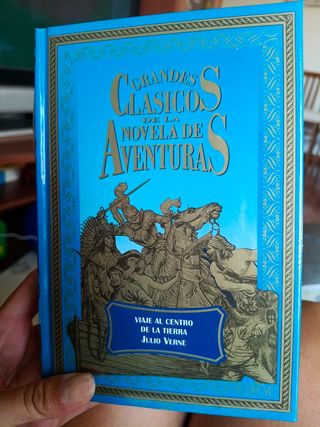 GRANDES
CLASICOS
DE LA
NOVELA DE
AVENTURAS
VIAJE AL CENTRO
DE LA TIERRA
JULIO VERNE